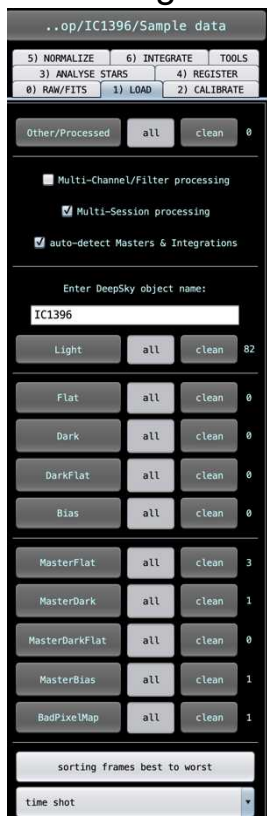 ..op/IC1396/Sample data
5) NORMALIZE 6) INTEGRATE TOOLS
3) ANALYSE STARS 4) REGISTER
0) RAW/FITS 1) LOAD 2) CALIBRATE
Other/Processed all clean 0
Multi-Channel/Filter processing
Multi-Session processing
auto-detect Masters & Integrations
Enter DeepSky object name:
IC1396
Light all clean 82
Flat all clean 0
Dark all clean 0
DarkFlat all clean 0
Bias all clean 0
MasterFlat all clean 3
MasterDark all clean 1
MasterDarkFlat all clean 0
MasterBias all clean 1
BadPixelMap all clean 1
sorting frames best to worst
time shot